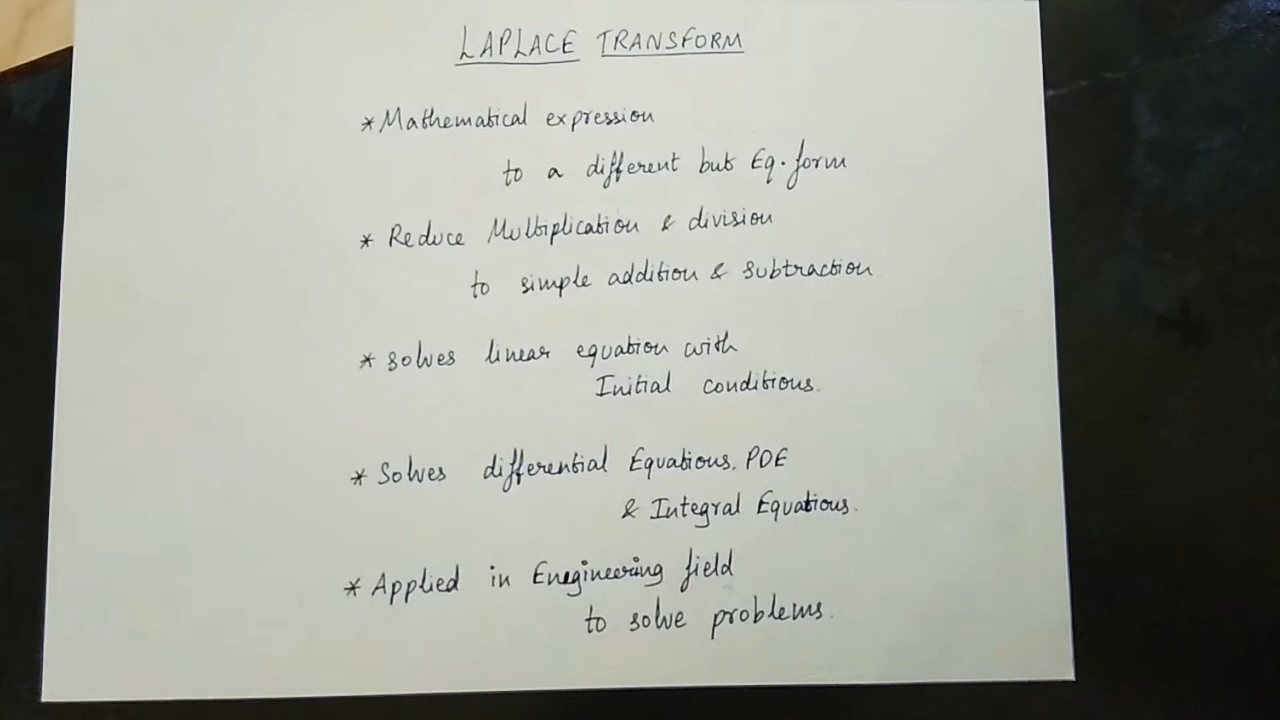 LAPLACE TRANSFORM
* Mathematical expression
to a different but Eq. form
* Reduce Multiplication & division
to simple addition & subtraction
* solves linear equation with
Initial conditions.
* Solves differential Equations. PDE
& Integral Equations.
* Applied in Enegineering field
to solve problems.